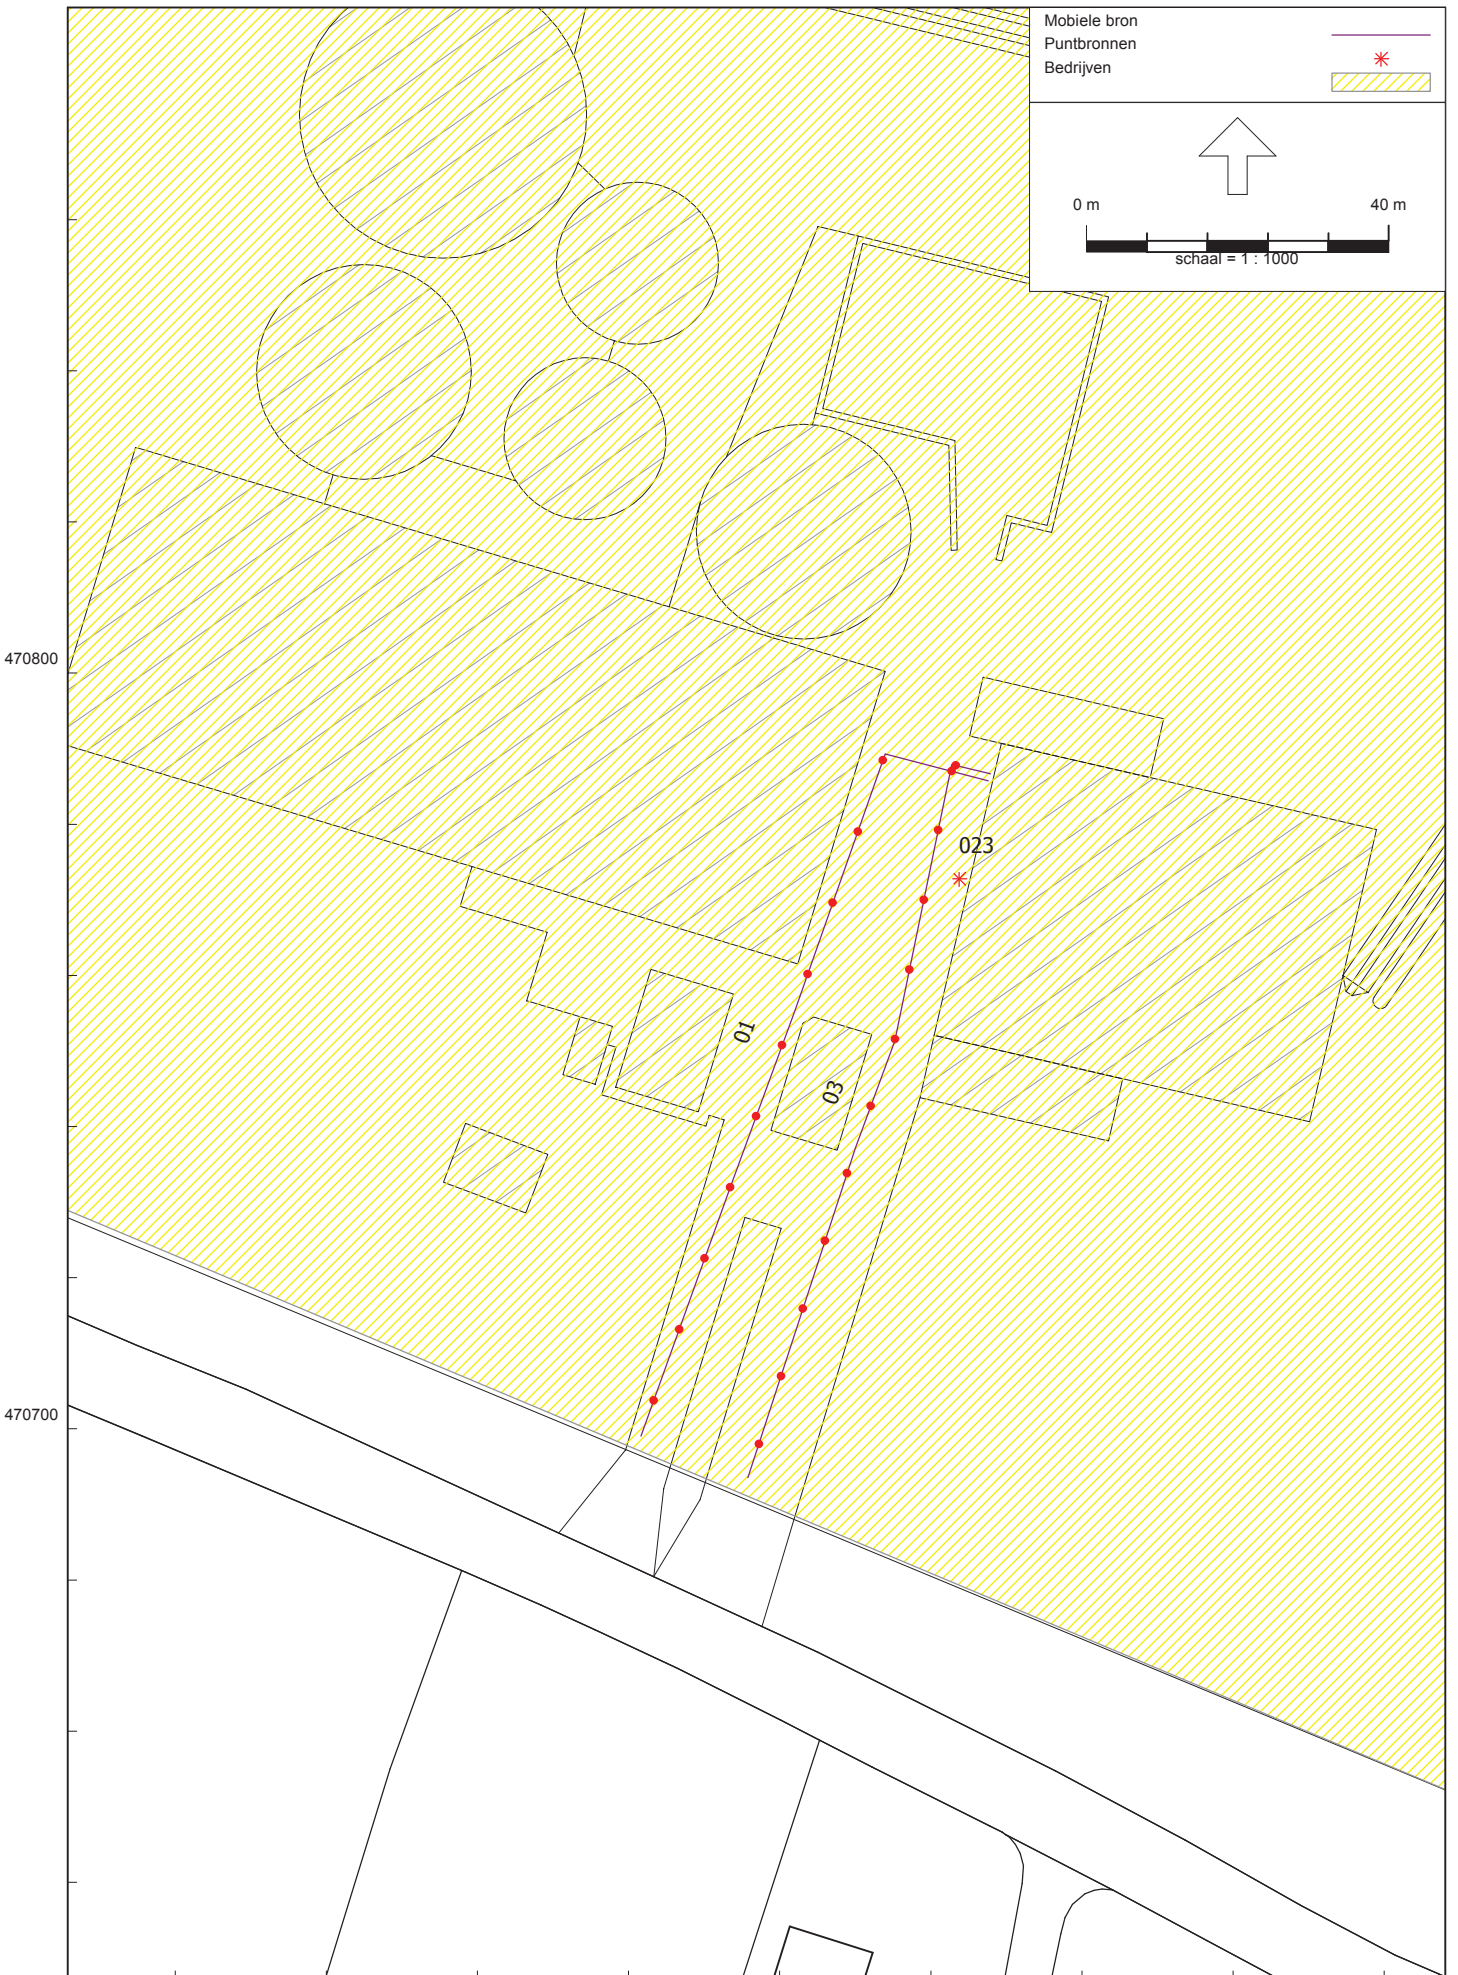 Mobiele bron
Puntbronnen
Bedrijven
0 m 40 m
schaal = 1 : 1000
470800
023
01
03
470700